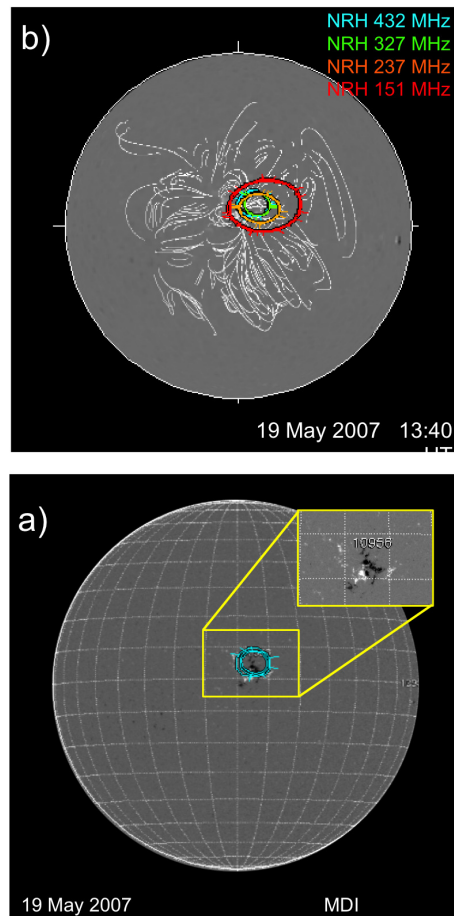 b)
NRH 432 MHz
NRH 327 MHz
NRH 237 MHz
NRH 151 MHz
19 May 2007 13:40
a)
10956
19 May 2007
MDI